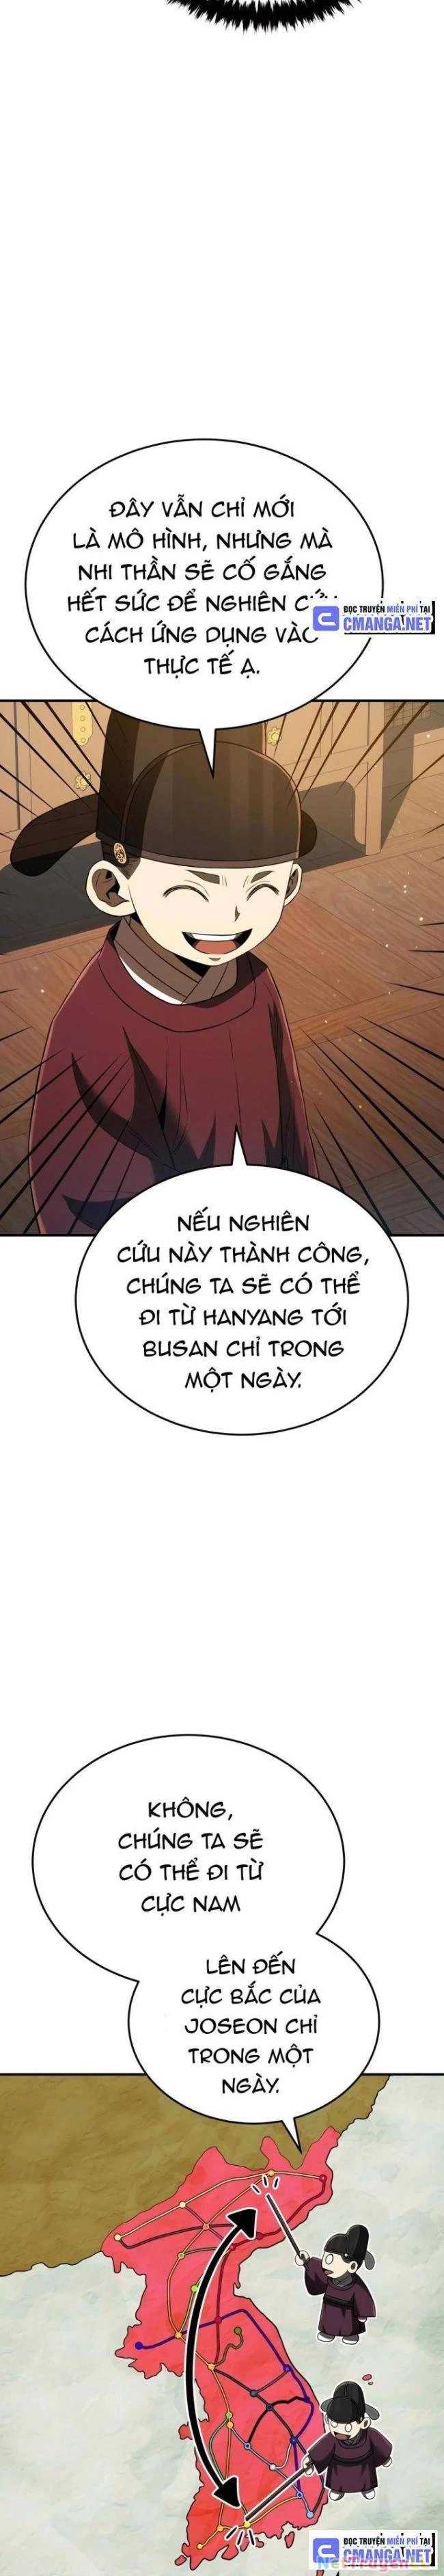 ĐÂY VẪN CHỈ MỚI
LÀ MÔ HÌNH, NHƯNG MÀ
NHI THẦN SẼ CỐ GẮNG
HẾT SỨC ĐỂ NGHIÊN CỨU
CÁCH ỨNG DỤNG VÀO
THỰC TẾ Ạ.
ĐỌC TRUYỆN MIỄN PHÍ TẠI
CMANGA.NET
NẾU NGHIÊN
CỨU NÀY THÀNH CÔNG,
CHÚNG TA SẼ CÓ THỂ
ĐI TỪ HANYANG TỚI
BUSAN CHỈ TRONG
MỘT NGÀY.
KHÔNG,
CHÚNG TA SẼ
CÓ THỂ ĐI TỪ
CỰC NAM
LÊN ĐẾN
CỰC BẮC CỦA
JOSEON CHỈ
TRONG MỘT
NGÀY.
ĐỌC TRUYỆN MIỄN PHÍ TẠI
CMANGA.NET